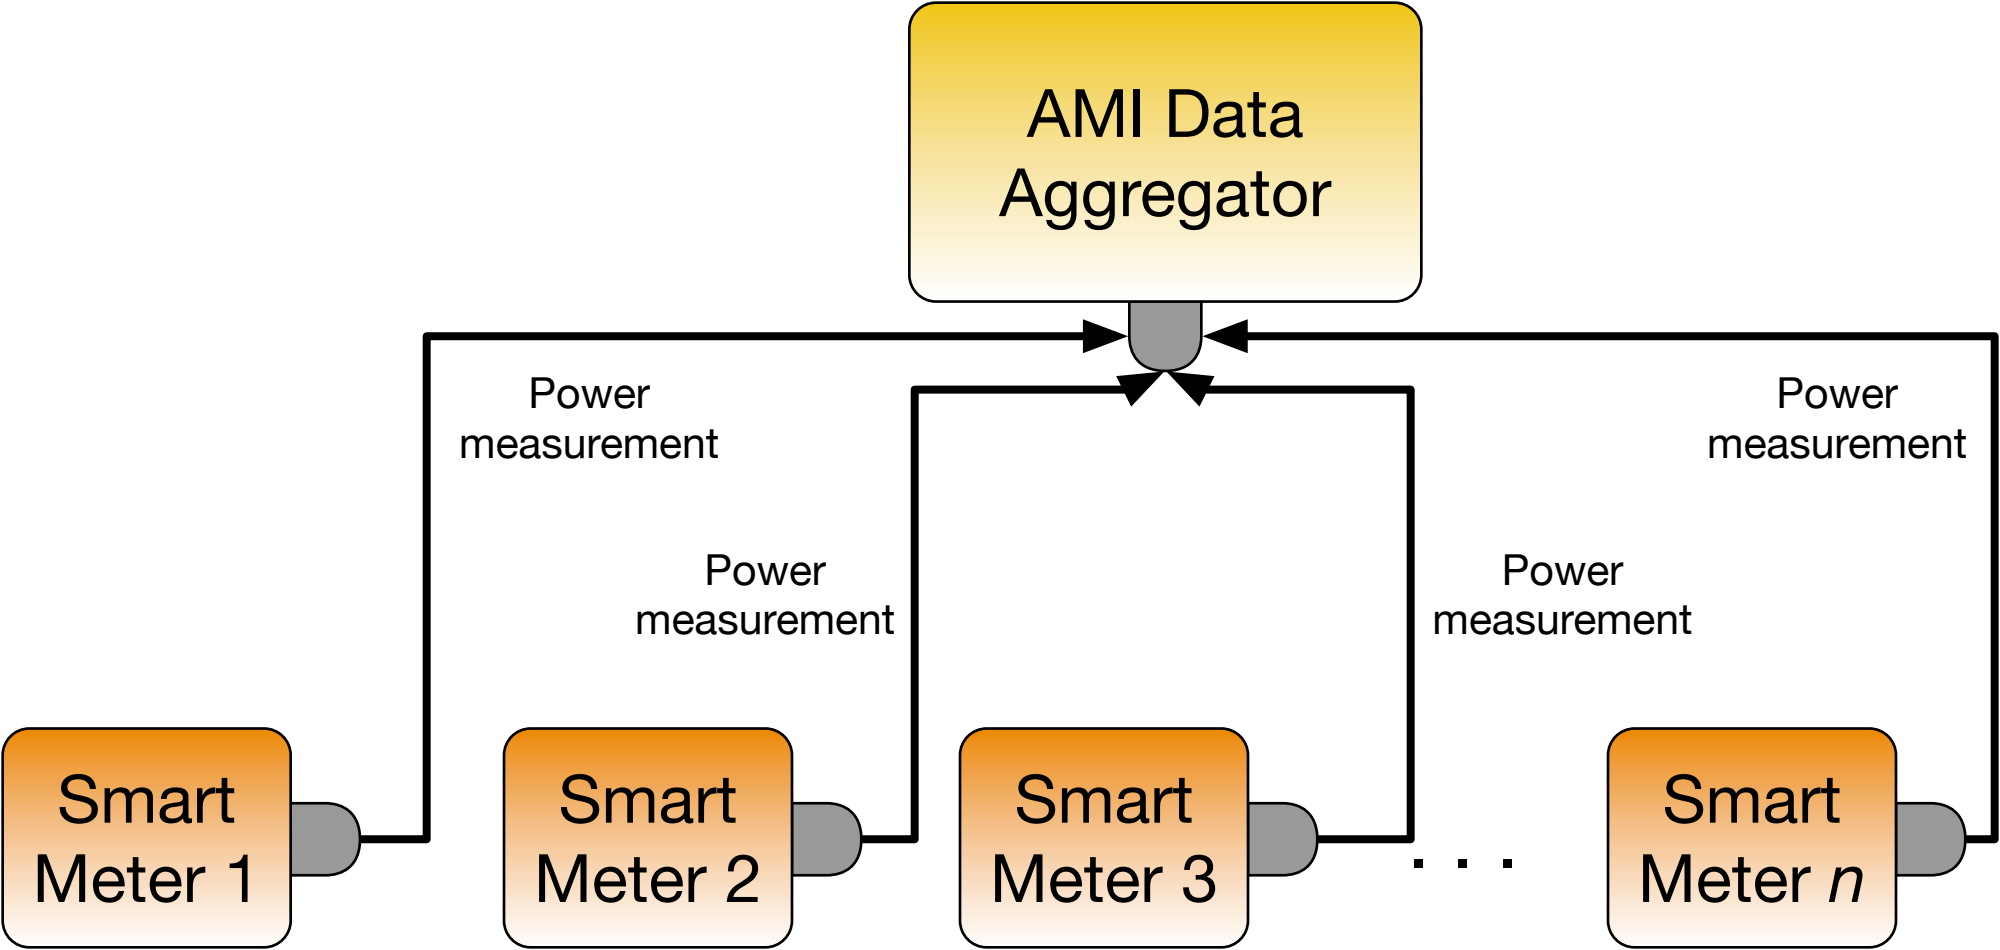 AMI Data
Aggregator
Power
measurement
Power
measurement
Power
measurement
Power
measurement
Smart
Meter 1
Smart
Meter 2
Smart
Meter 3
. . .
Smart
Meter n